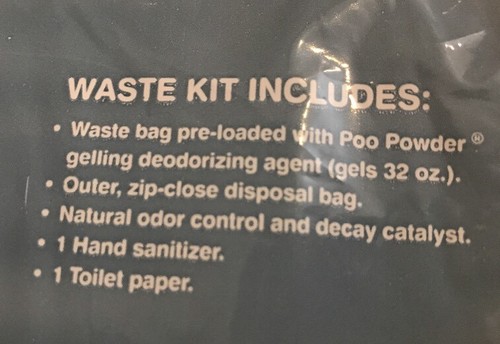 WASTE KIT INCLUDES:
• Waste bag pre-loaded with Poo Powder®
gelling deodorizing agent (gels 32 oz.).
• Outer, zip-close disposal bag.
• Natural odor control and decay catalyst.
• 1 Hand sanitizer.
• 1 Toilet paper.